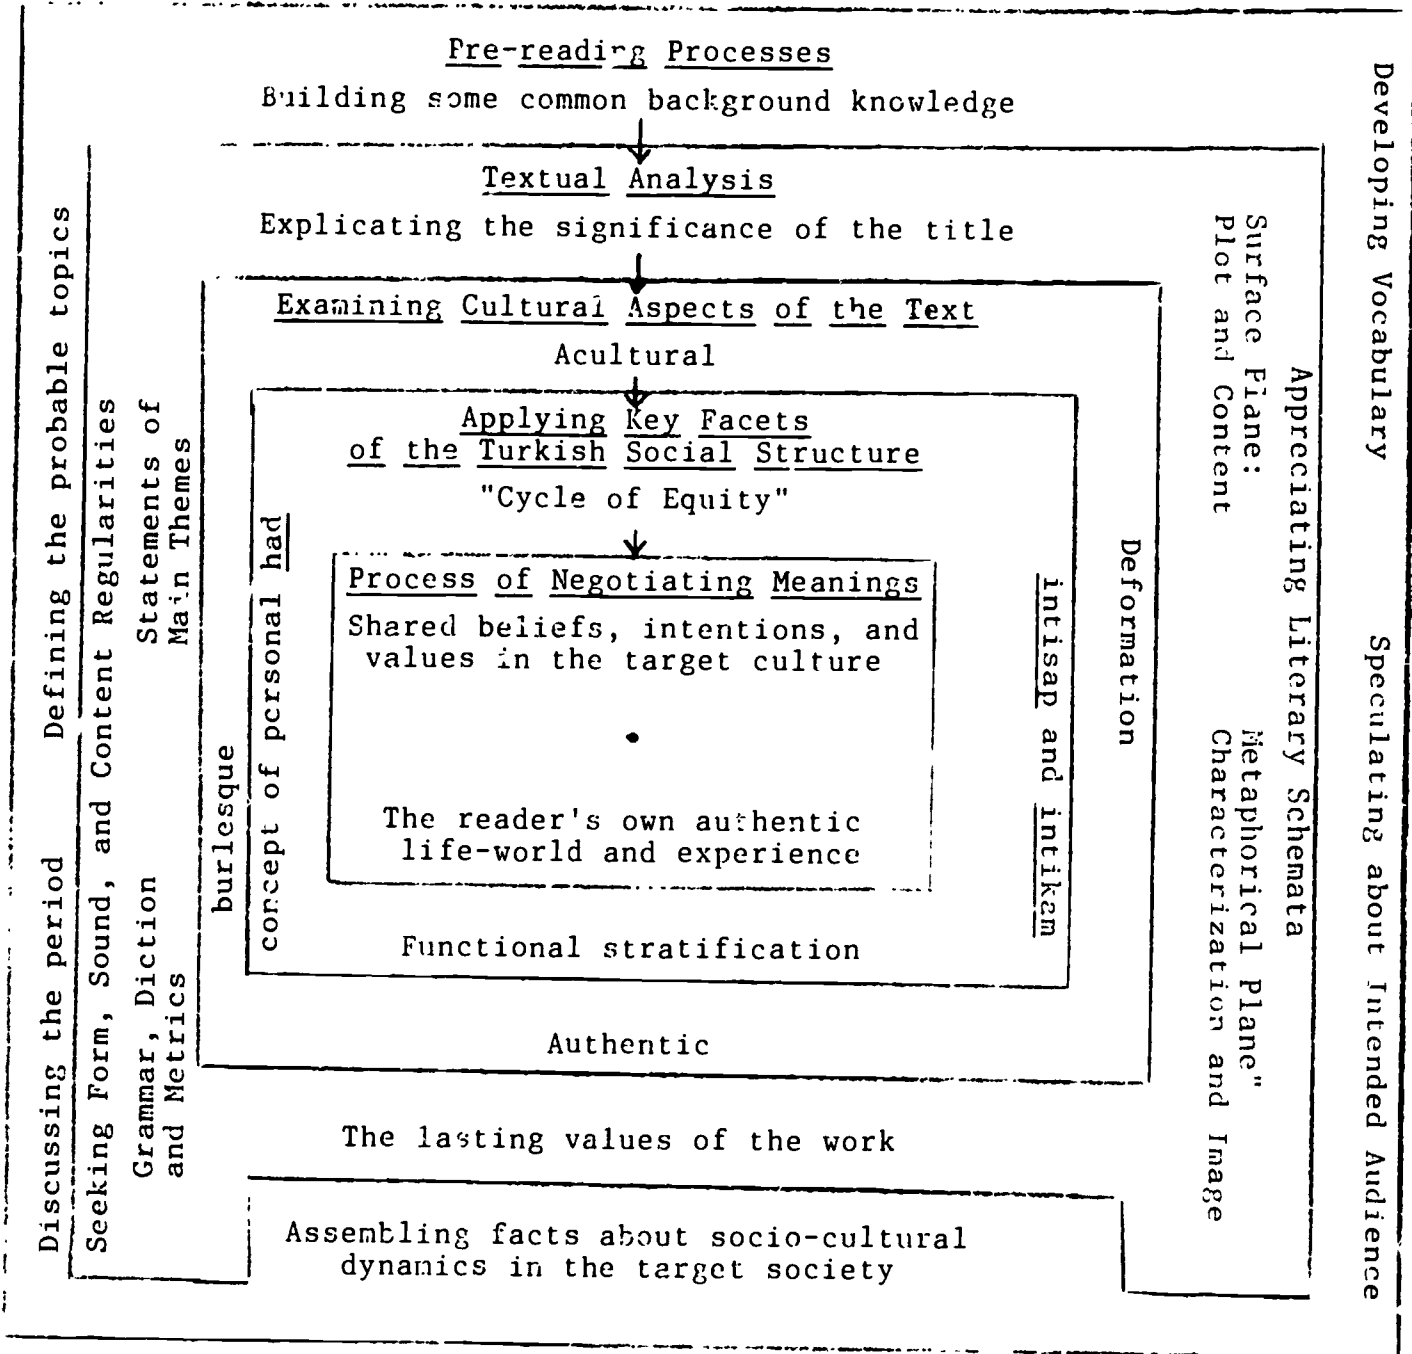 Pre-reading Processes
Building some common background knowledge
Textual Analysis
Explicating the significance of the title
Examining Cultural Aspects of the Text
Acultural
Applying Key Facets
of the Turkish Social Structure
"Cycle of Equity"
Process of Negotiating Meanings
Shared beliefs, intentions, and
values in the target culture
The reader's own authentic
life-world and experience
Functional stratification
Authentic
The lasting values of the work
Assembling facts about socio-cultural
dynamics in the target society
Discussing the period
Defining the probable topics
Seeking Form, Sound, and Content Regularities
Grammar, Diction
and Metrics
Statements of
Main Themes
burlesque
concept of personal had
intisap and intikam
Deformation
Surface Plane:
Plot and Content
Metaphorical Plane"
Characterization and Image
Appreciating Literary Schemata
Developing Vocabulary
Speculating about Intended Audience